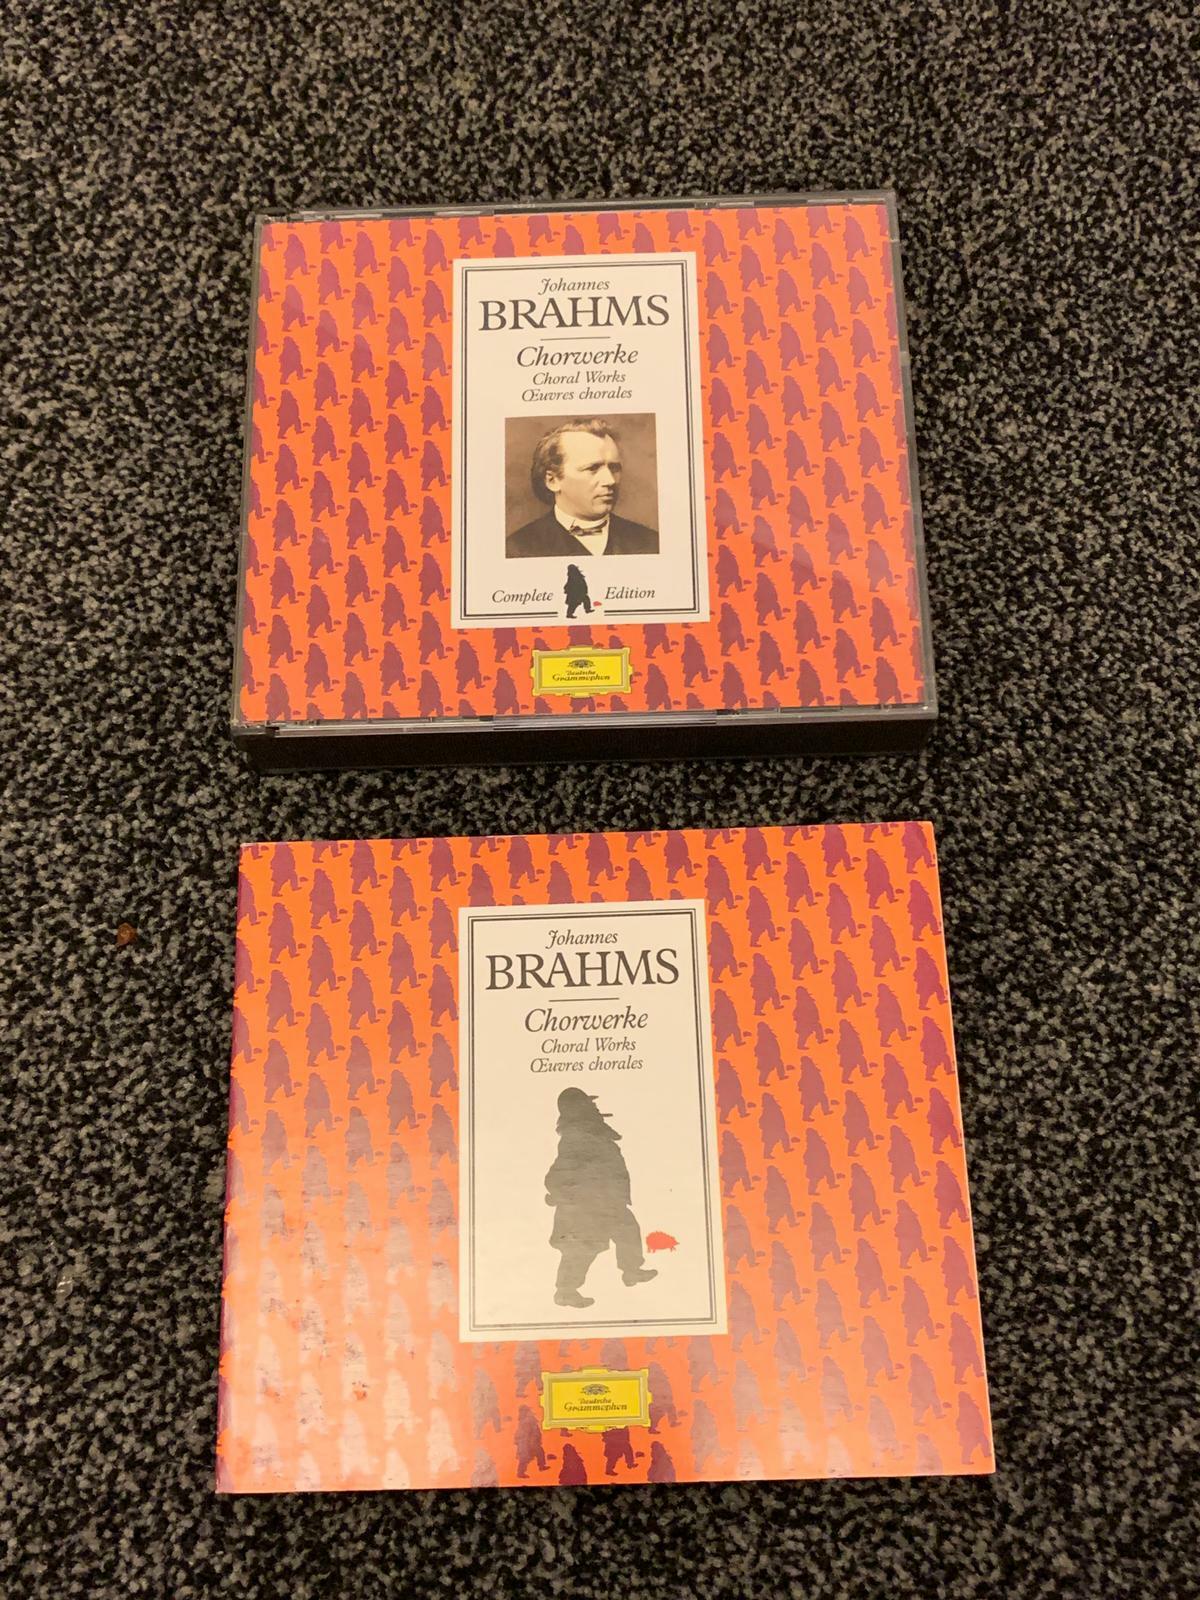 Johannes
BRAHMS
Chorwerke
Choral Works
Œuvres chorales
Complete Edition
Deutsche
Grammophon
Johannes
BRAHMS
Chorwerke
Choral Works
Œuvres chorales
Deutsche
Grammophon